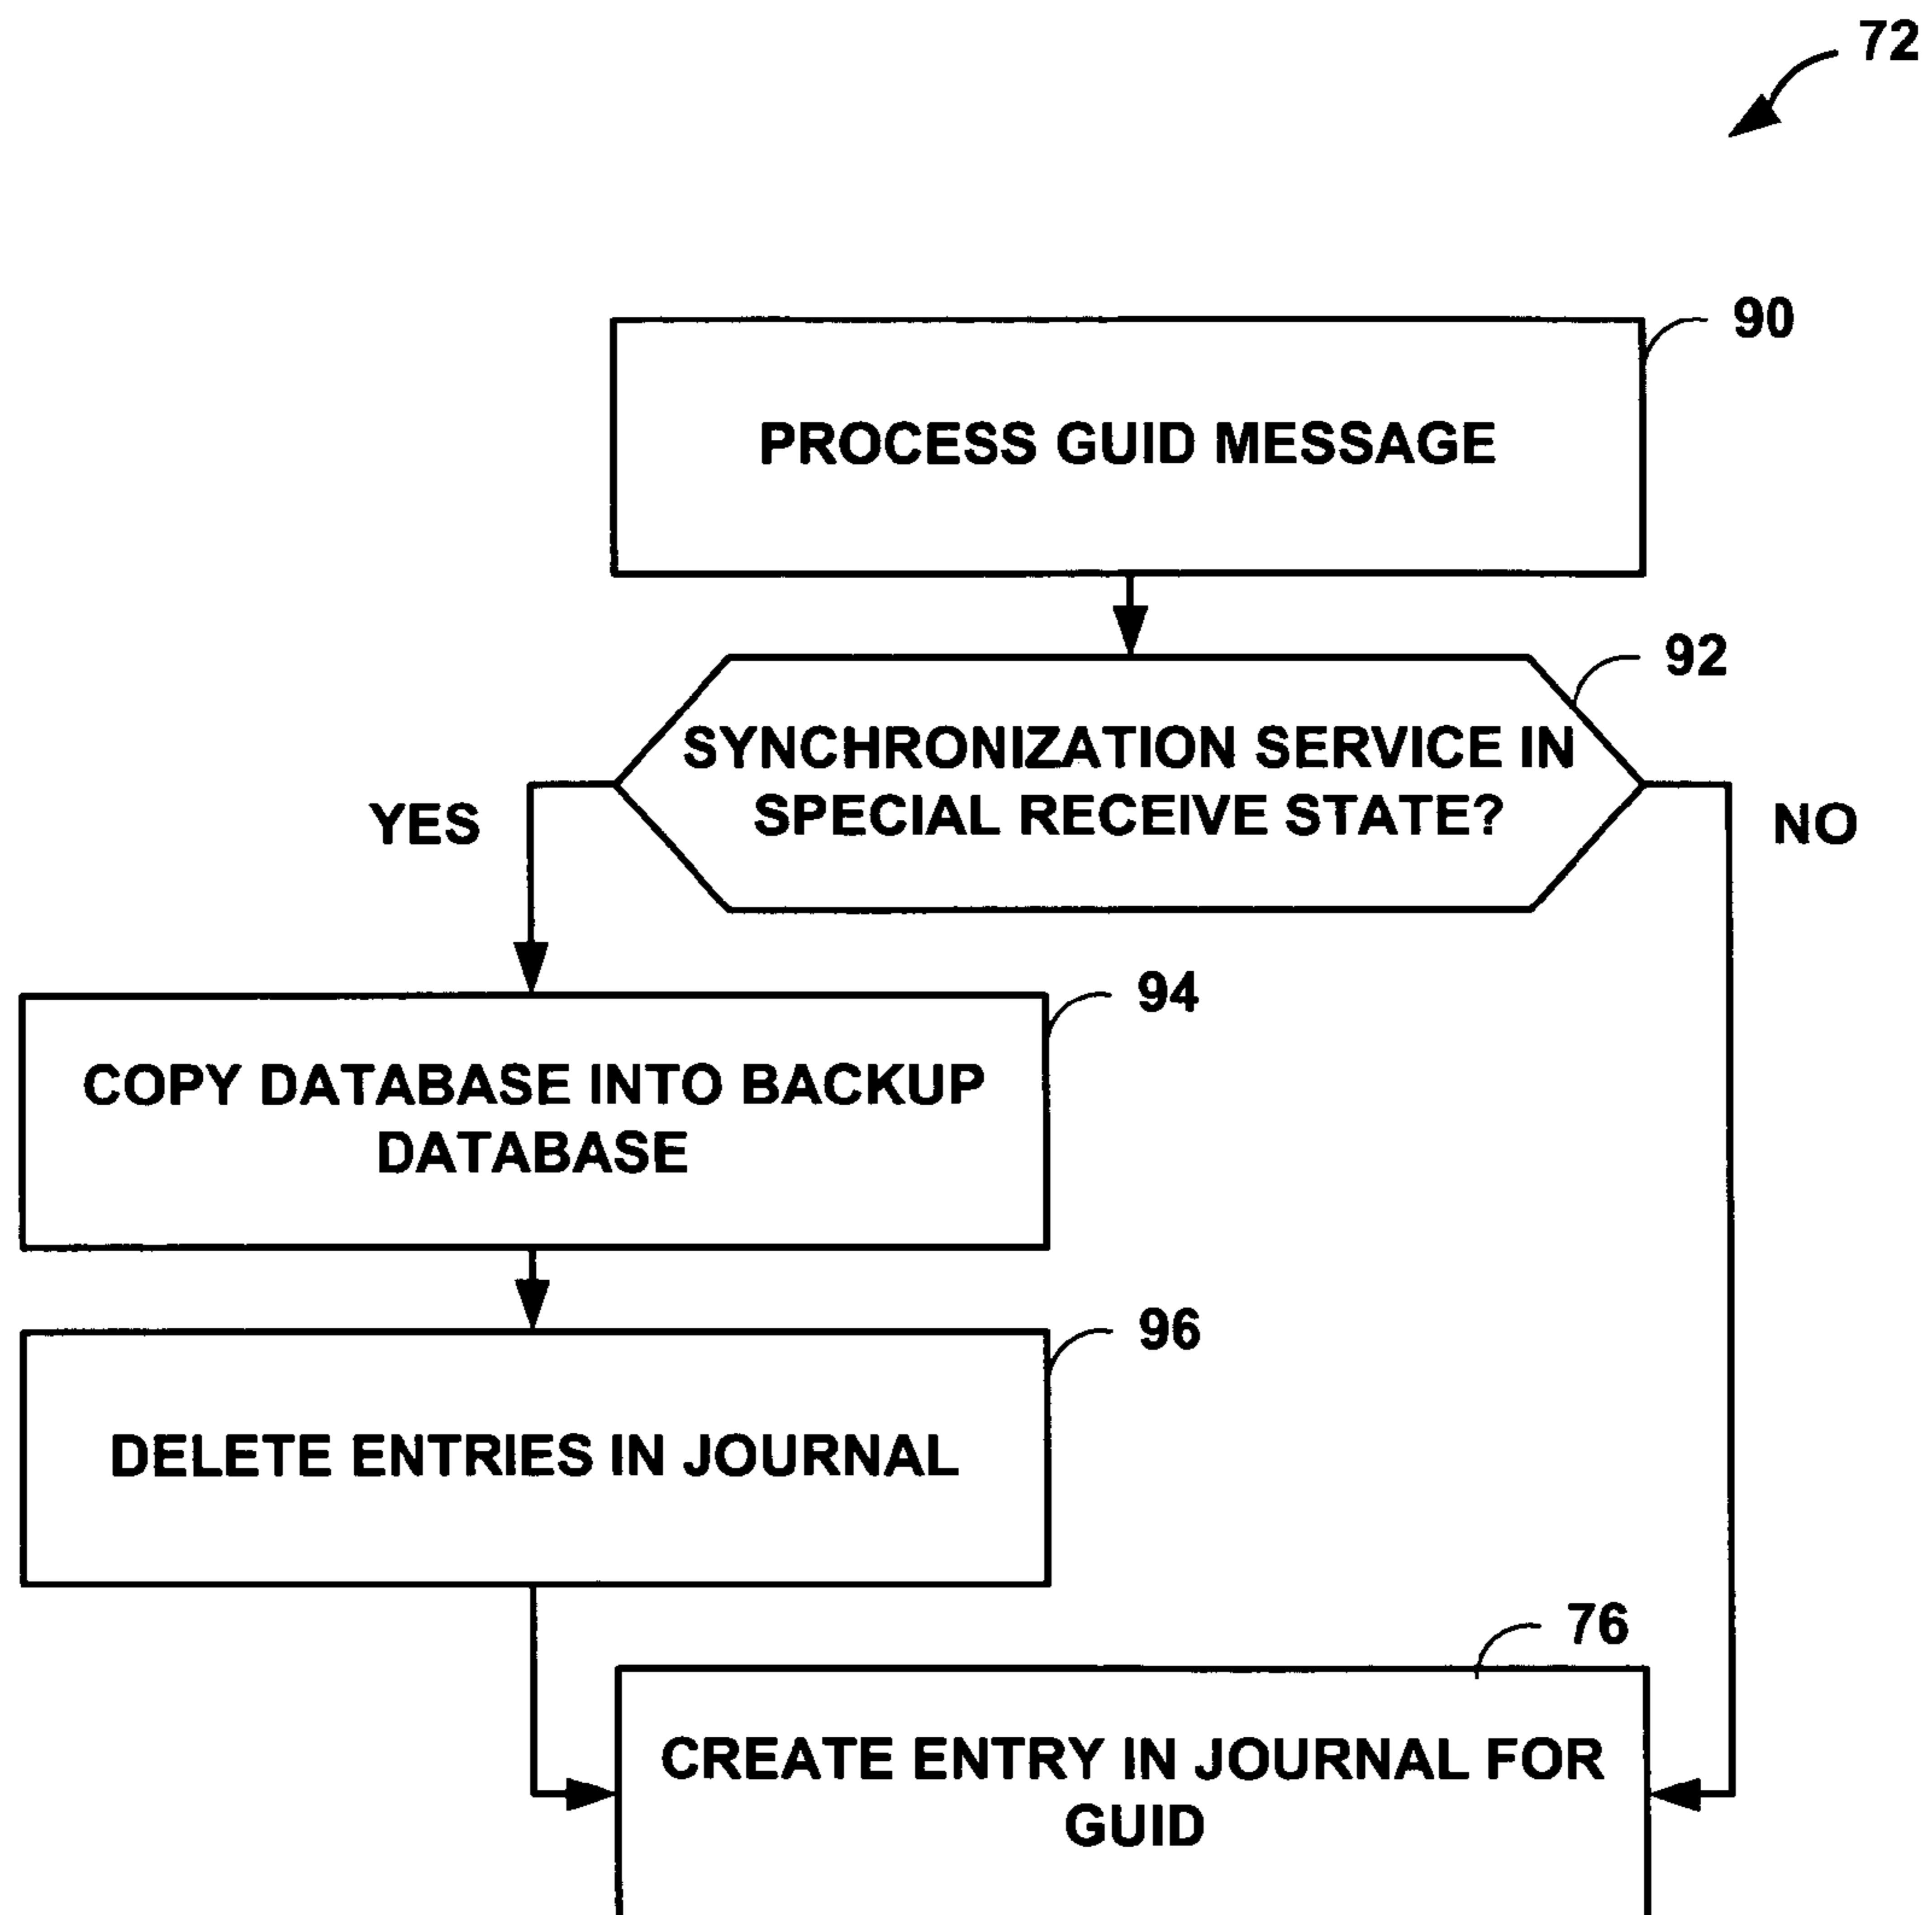 72
90
PROCESS GUID MESSAGE
92
SYNCHRONIZATION SERVICE IN
SPECIAL RECEIVE STATE?
YES
NO
94
COPY DATABASE INTO BACKUP
DATABASE
96
DELETE ENTRIES IN JOURNAL
76
CREATE ENTRY IN JOURNAL FOR
GUID